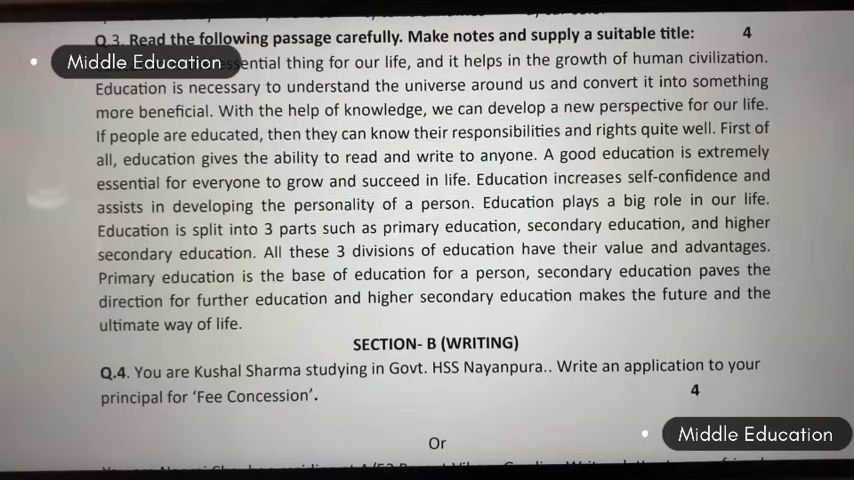 Q.3. Read the following passage carefully. Make notes and supply a suitable title: 4
Middle Education
ential thing for our life, and it helps in the growth of human civilization.
Education is necessary to understand the universe around us and convert it into something
more beneficial. With the help of knowledge, we can develop a new perspective for our life.
If people are educated, then they can know their responsibilities and rights quite well. First of
all, education gives the ability to read and write to anyone. A good education is extremely
essential for everyone to grow and succeed in life. Education increases self-confidence and
assists in developing the personality of a person. Education plays a big role in our life.
Education is split into 3 parts such as primary education, secondary education, and higher
secondary education. All these 3 divisions of education have their value and advantages.
Primary education is the base of education for a person, secondary education paves the
direction for further education and higher secondary education makes the future and the
ultimate way of life.
SECTION- B (WRITING)
Q.4. You are Kushal Sharma studying in Govt. HSS Nayanpura.. Write an application to your
principal for ‘Fee Concession’. 4
Middle Education
Or